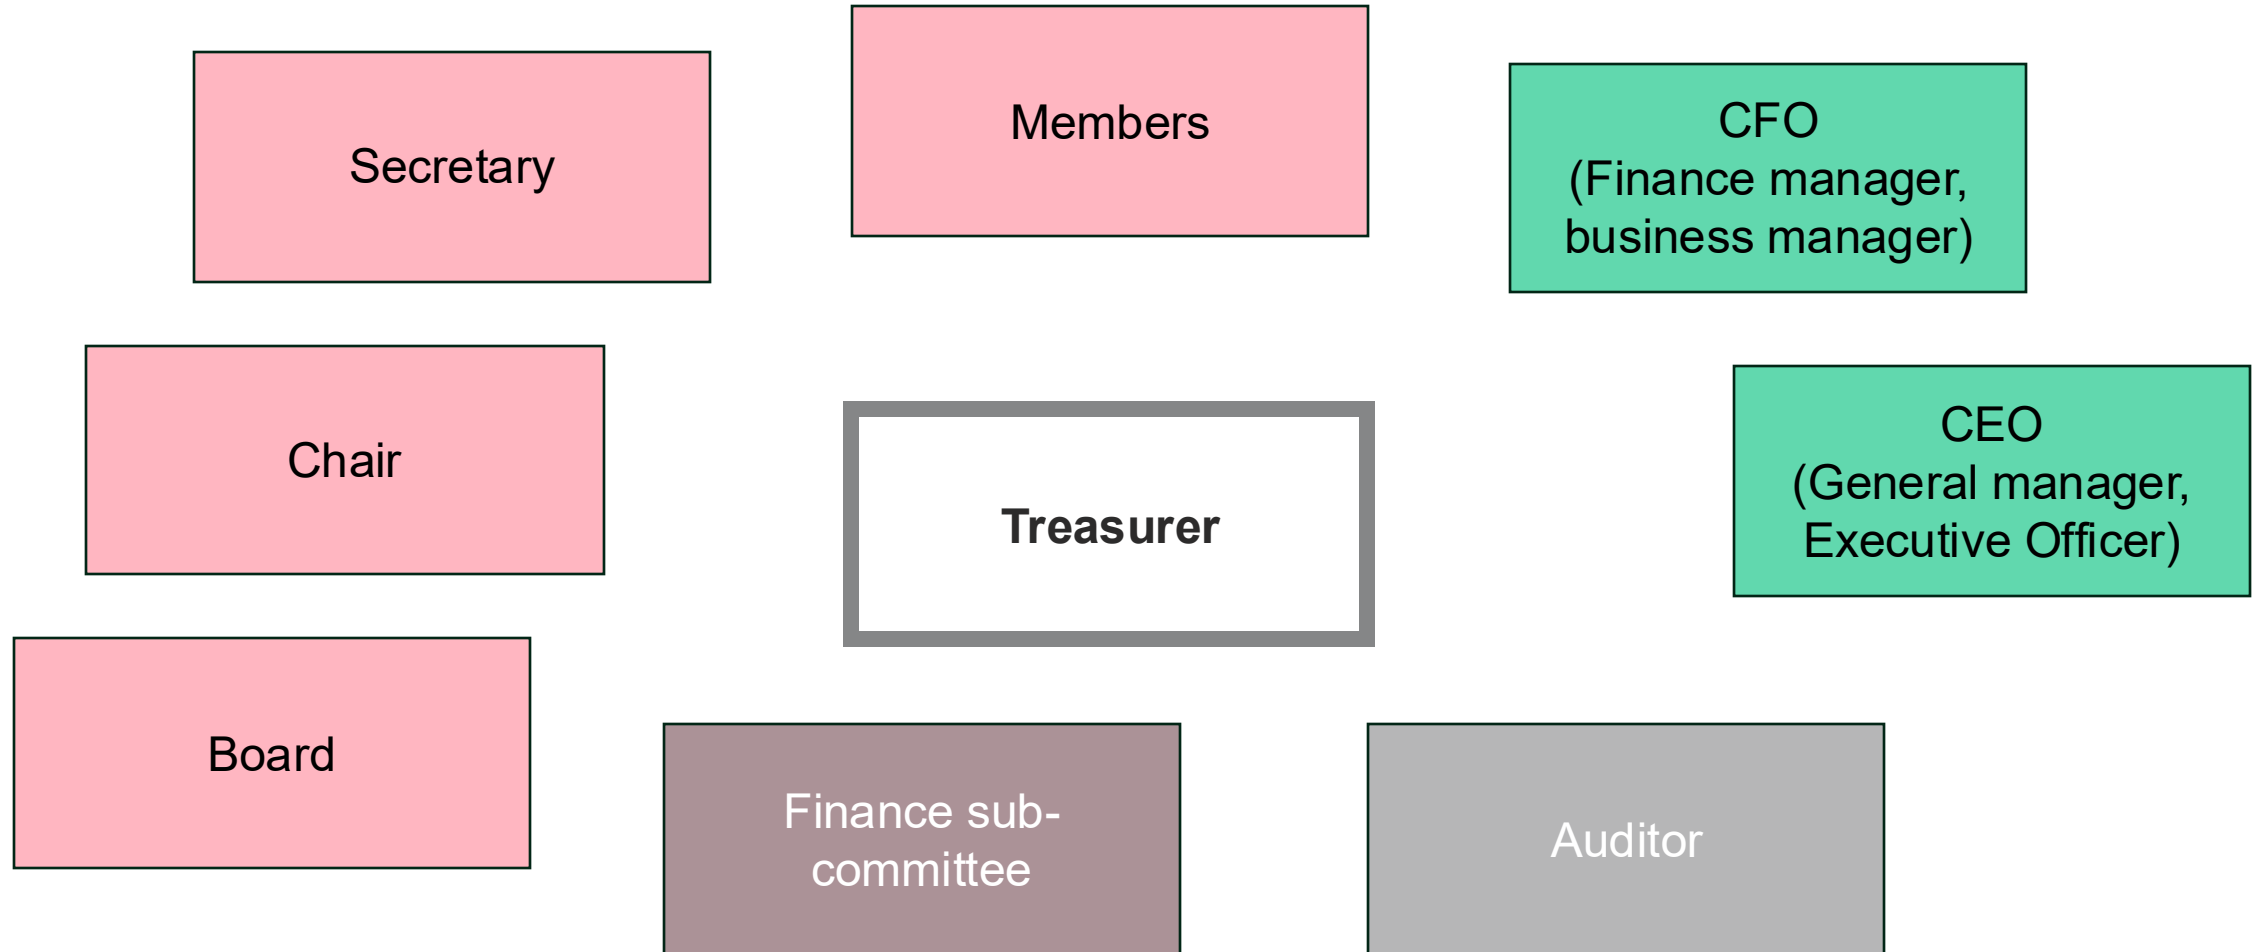 Secretary
Members
CFO
(Finance manager,
business manager)
Chair
Treasurer
CEO
(General manager,
Executive Officer)
Board
Finance sub-
committee
Auditor